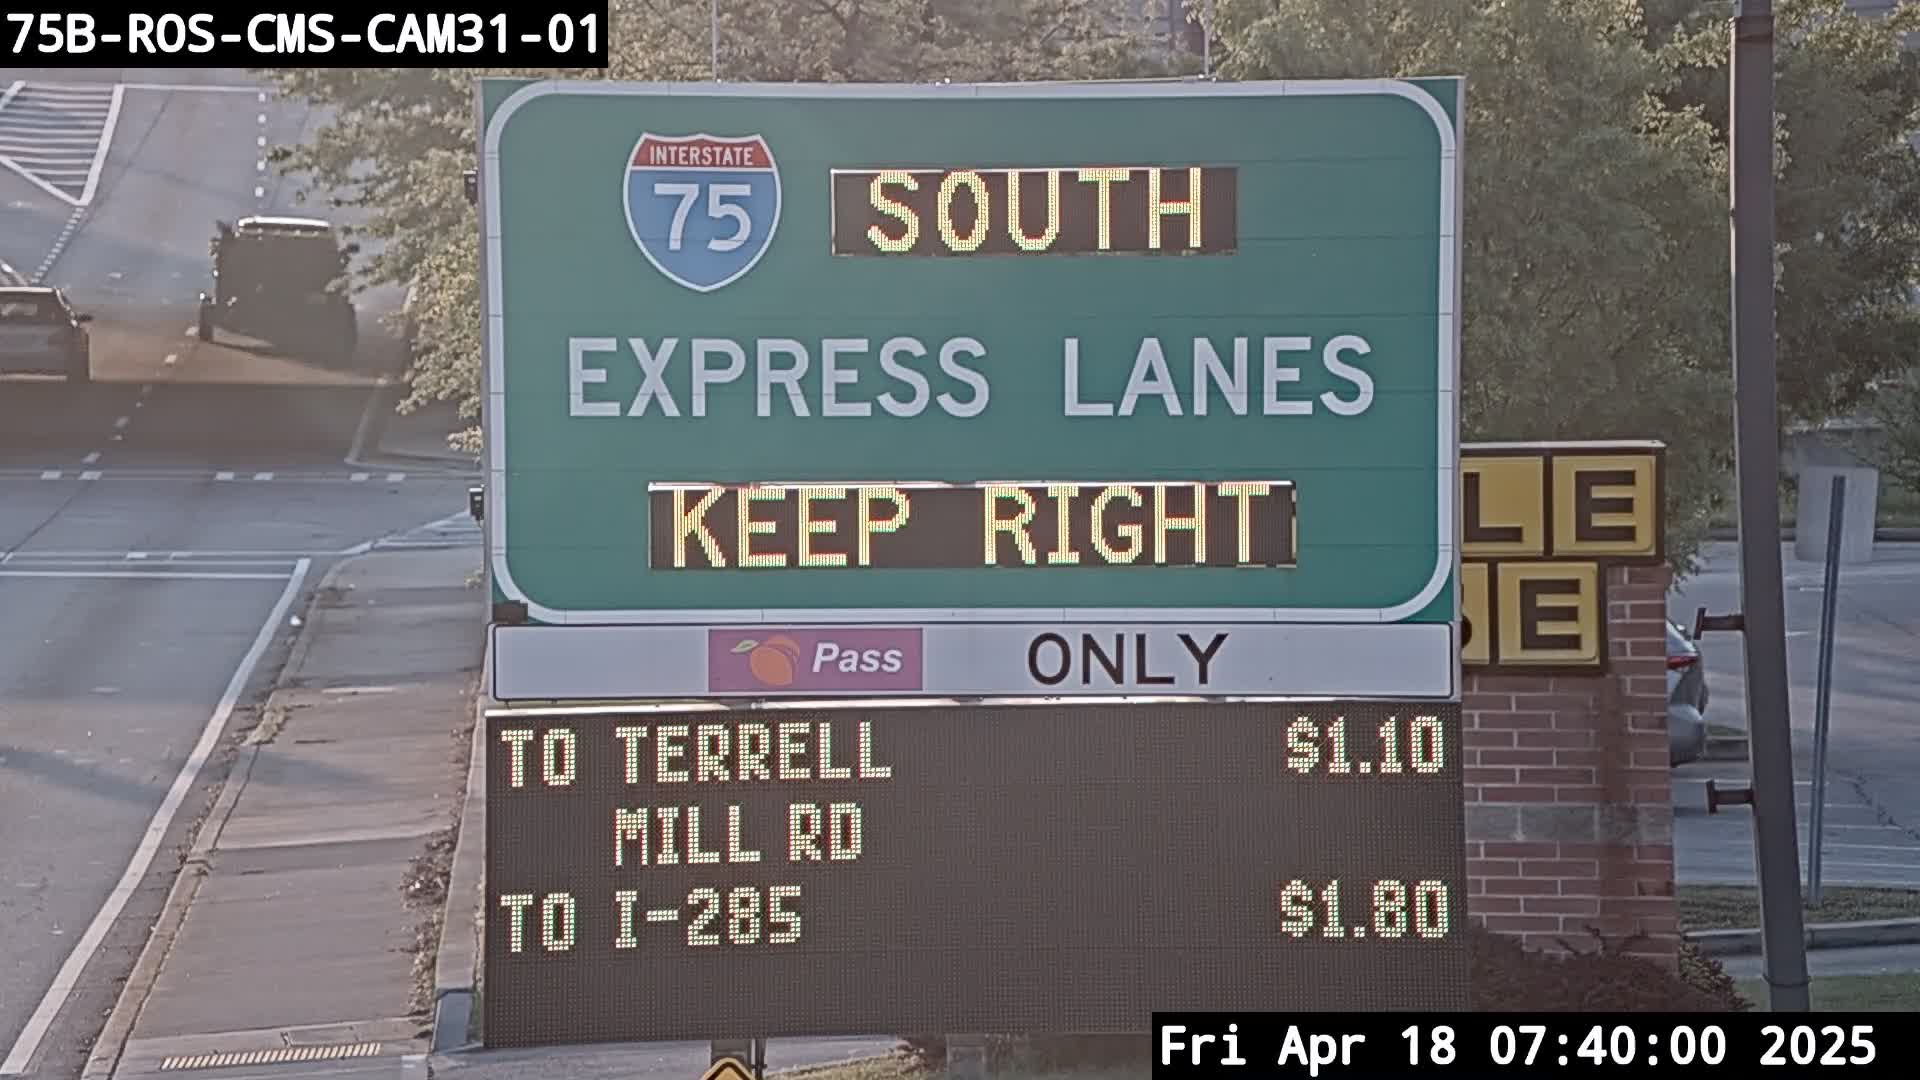 75B-ROS-CMS-CAM31-01
INTERSTATE
75
SOUTH
EXPRESS LANES
KEEP RIGHT
Pass ONLY
TO TERRELL $1.10
MILL RD
TO I-285 $1.80
LE
E
Fri Apr 18 07:40:00 2025